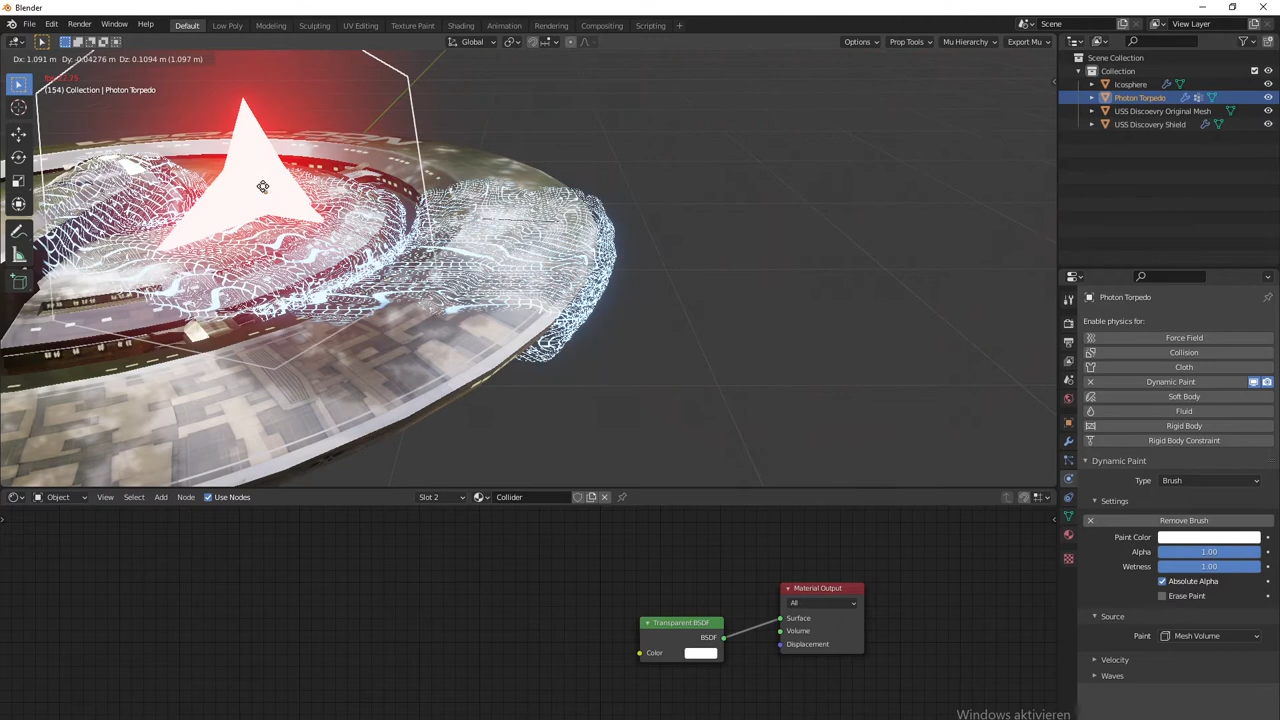 Blender
File Edit Render Window Help
Default Low Poly Modeling Sculpting UV Editing Texture Paint Shading Animation Rendering Compositing Scripting
Scene
View Layer
Global
Options Prop Tools Mu Hierarchy Export Mu
Dx: 1.091 m Dy: -0.04276 m Dz: 0.1094 m (1.097 m)
fps: 22.75
(154) Collection | Photon Torpedo
Scene Collection
Collection
Icosphere
Photon Torpedo
USS Discoevry Original Mesh
USS Discovery Shield
Photon Torpedo
Enable physics for:
Force Field
Collision
Cloth
Dynamic Paint
Soft Body
Fluid
Rigid Body
Rigid Body Constraint
Dynamic Paint
Type Brush
Settings
Remove Brush
Paint Color
Alpha 1.00
Wetness 1.00
Absolute Alpha
Erase Paint
Source
Paint Mesh Volume
Velocity
Waves
Object View Select Add Node Use Nodes Slot 2 Collider
Material Output
All
Surface
Volume
Displacement
Transparent BSDF
BSDF
Color
Windows aktivieren